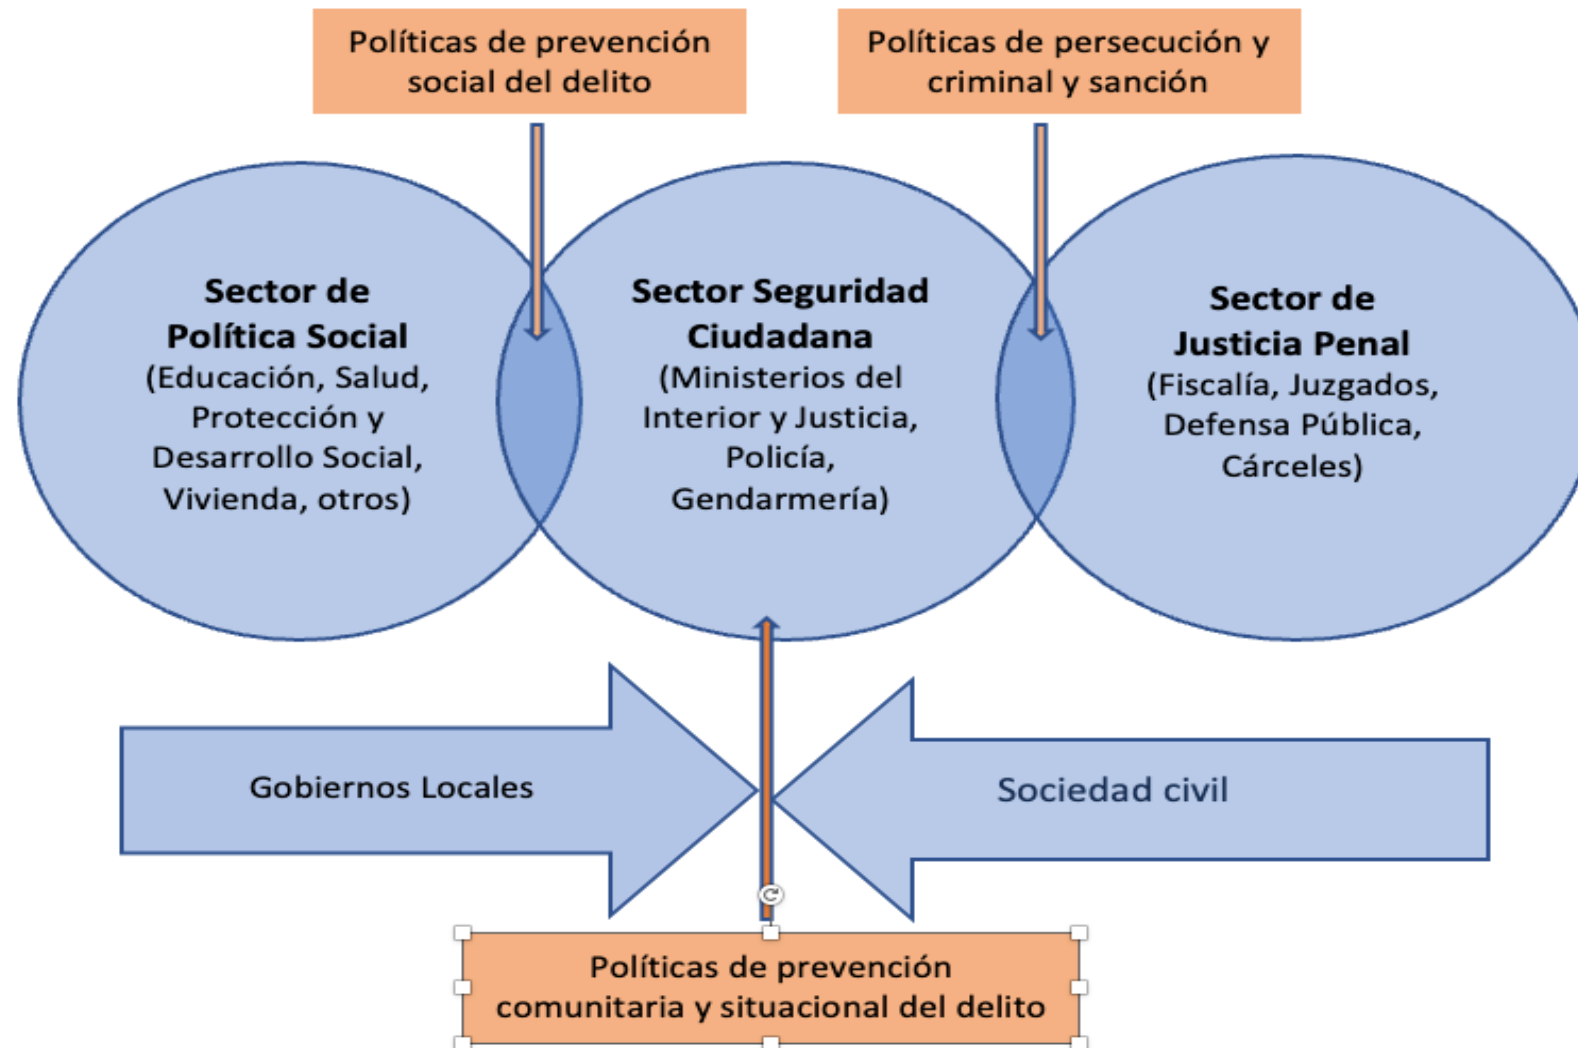 Políticas de prevención
social del delito
Políticas de persecución y
criminal y sanción
Sector de
Política Social
(Educación, Salud,
Protección y
Desarrollo Social,
Vivienda, otros)
Sector Seguridad
Ciudadana
(Ministerios del
Interior y Justicia,
Policía,
Gendarmería)
Sector de
Justicia Penal
(Fiscalía, Juzgados,
Defensa Pública,
Cárceles)
Gobiernos Locales
Sociedad civil
Políticas de prevención
comunitaria y situacional del delito